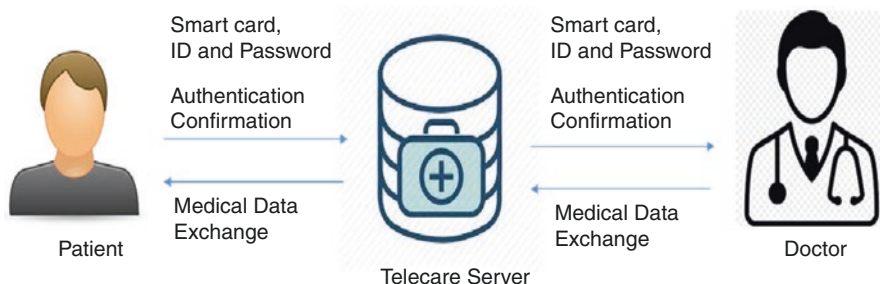 Smart card,
ID and Password
Authentication
Confirmation
Medical Data
Exchange
Patient
Telecare Server
Smart card,
ID and Password
Authentication
Confirmation
Medical Data
Exchange
Doctor